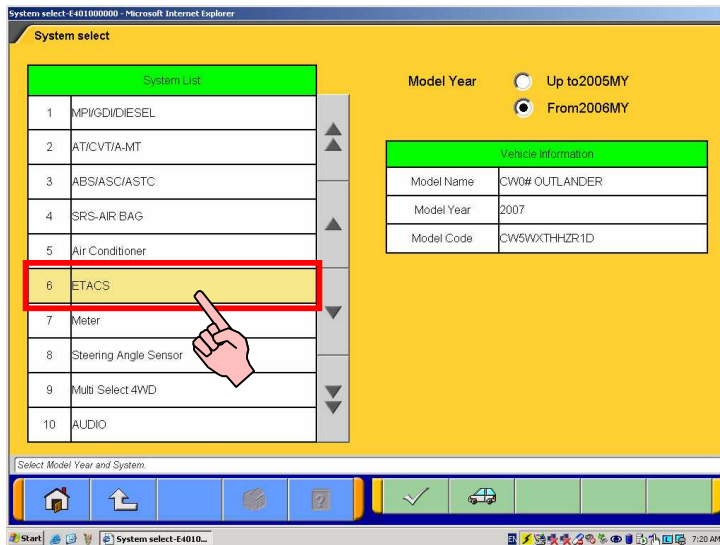 System select-E401000000 - Microsoft Internet Explorer
System select
System List
1 MPI/GDI/DIESEL
2 AT/CVT/A-MT
3 ABS/ASC/ASTC
4 SRS-AIR BAG
5 Air Conditioner
6 ETACS
7 Meter
8 Steering Angle Sensor
9 Multi Select 4WD
10 AUDIO
Model Year
Up to2005MY
From2006MY
Vehicle Information
Model Name CW0# OUTLANDER
Model Year 2007
Model Code CW5WXTHHZR1D
Select Model Year and System.
Start
System select-E4010...
EN
7:20 AM